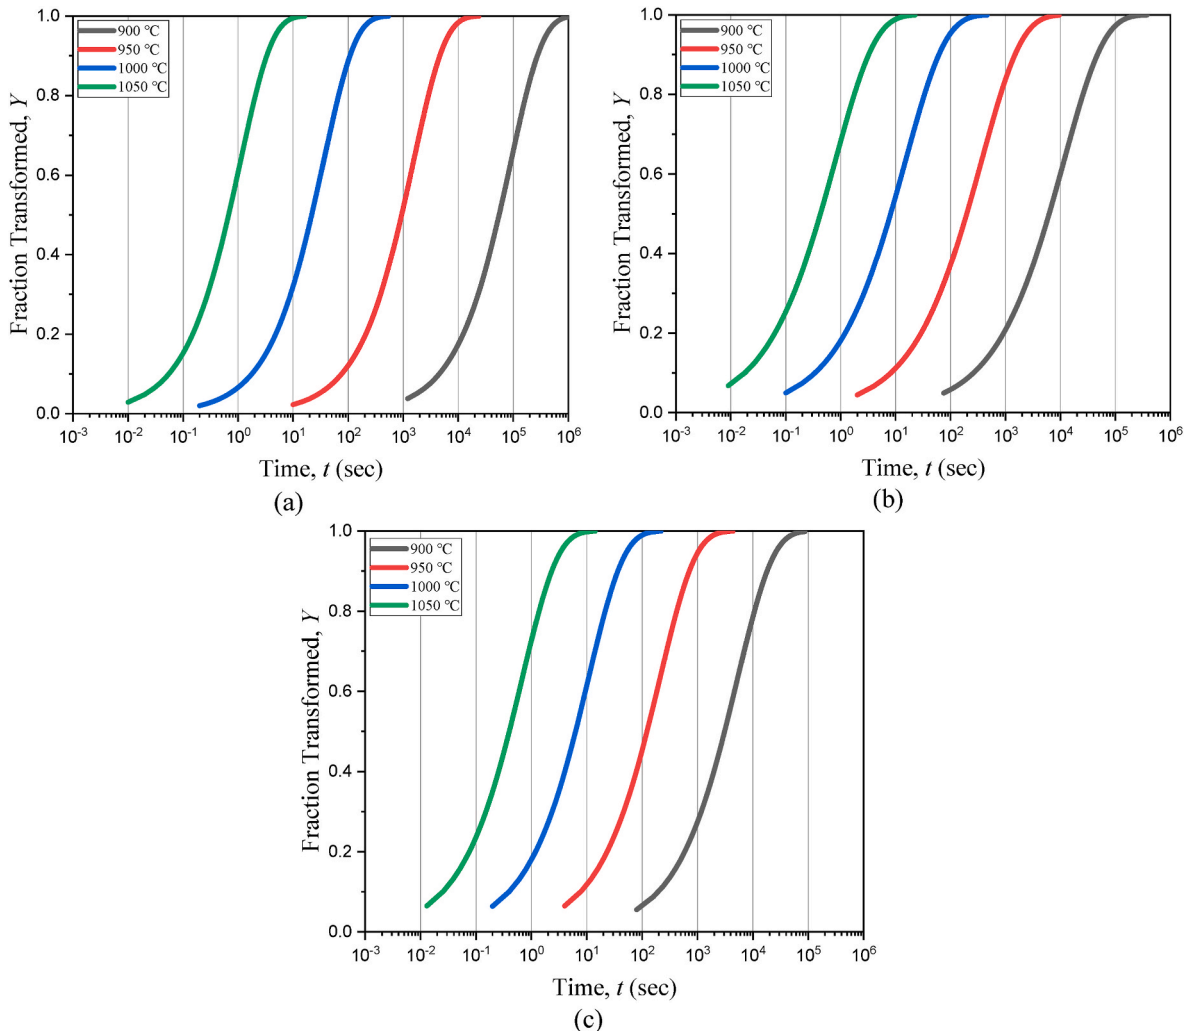 900 ℃
950 ℃
1000 ℃
1050 ℃
1.0
0.8
0.6
0.4
0.2
0.0
Fraction Transformed, Y
10⁻³ 10⁻² 10⁻¹ 10⁰ 10¹ 10² 10³ 10⁴ 10⁵ 10⁶
Time, t (sec)
(a)
900 ℃
950 ℃
1000 ℃
1050 ℃
1.0
0.8
0.6
0.4
0.2
0.0
Fraction Transformed, Y
10⁻³ 10⁻² 10⁻¹ 10⁰ 10¹ 10² 10³ 10⁴ 10⁵ 10⁶
Time, t (sec)
(b)
900 ℃
950 ℃
1000 ℃
1050 ℃
1.0
0.8
0.6
0.4
0.2
0.0
Fraction Transformed, Y
10⁻³ 10⁻² 10⁻¹ 10⁰ 10¹ 10² 10³ 10⁴ 10⁵ 10⁶
Time, t (sec)
(c)